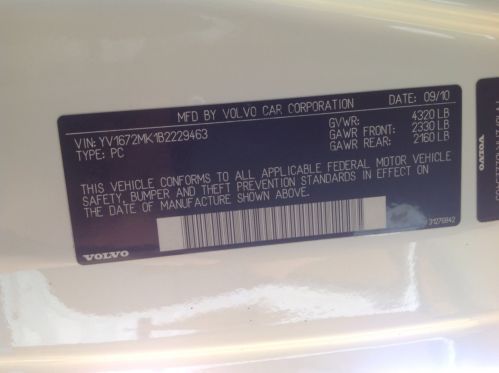 MFD BY VOLVO CAR CORPORATION DATE: 09/10
VIN: YV1672MK1B2229463 GVWR: 4320 LB
TYPE: PC GAWR FRONT: 2330 LB
GAWR REAR: 2160 LB
THIS VEHICLE CONFORMS TO ALL APPLICABLE FEDERAL MOTOR VEHICLE
SAFETY, BUMPER AND THEFT PREVENTION STANDARDS IN EFFECT ON
THE DATE OF MANUFACTURE SHOWN ABOVE.
VOLVO
VOLVO